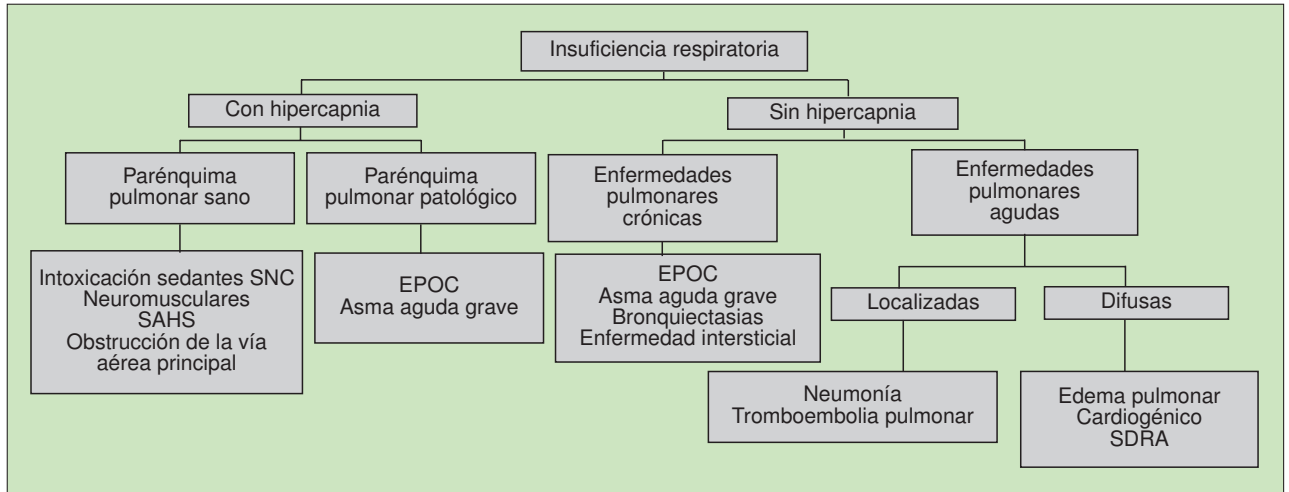 Insuficiencia respiratoria
Con hipercapnia
Sin hipercapnia
Parénquima
pulmonar sano
Parénquima
pulmonar patológico
Enfermedades
pulmonares
crónicas
Enfermedades
pulmonares
agudas
Intoxicación sedantes SNC
Neuromusculares
SAHS
Obstrucción de la vía
aérea principal
EPOC
Asma aguda grave
EPOC
Asma aguda grave
Bronquiectasias
Enfermedad intersticial
Localizadas
Difusas
Neumonía
Tromboembolia pulmonar
Edema pulmonar
Cardiogénico
SDRA